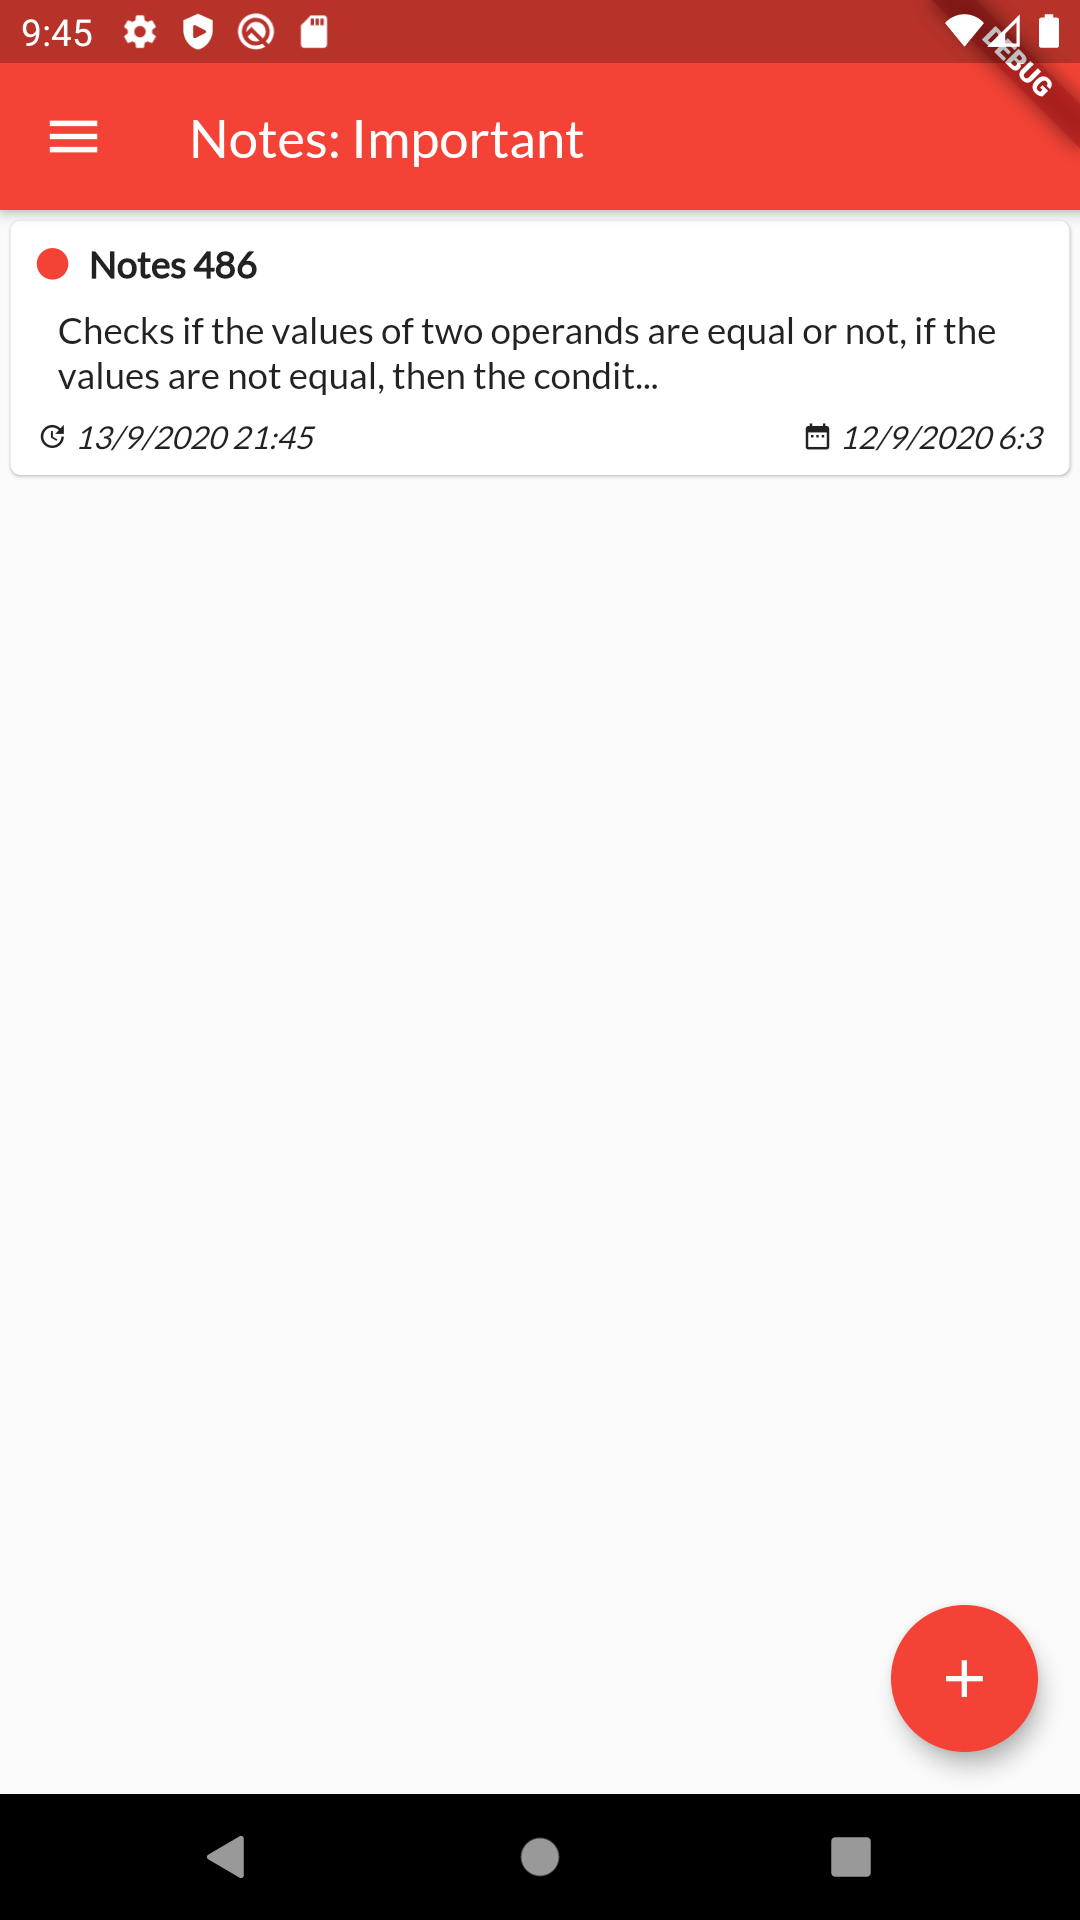 9:45
DEBUG
Notes: Important
Notes 486
Checks if the values of two operands are equal or not, if the
values are not equal, then the condit...
13/9/2020 21:45 12/9/2020 6:3